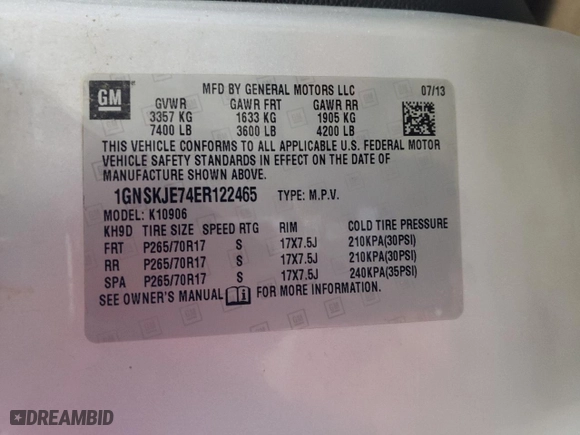 GM
MFD BY GENERAL MOTORS LLC 07/13
GVWR GAWR FRT GAWR RR
3357 KG 1633 KG 1905 KG
7400 LB 3600 LB 4200 LB
THIS VEHICLE CONFORMS TO ALL APPLICABLE U.S. FEDERAL MOTOR
VEHICLE SAFETY STANDARDS IN EFFECT ON THE DATE OF
MANUFACTURE SHOWN ABOVE.
1GNSKJE74ER122465 TYPE: M.P.V.
MODEL: K10906
KH9D TIRE SIZE SPEED RTG RIM COLD TIRE PRESSURE
FRT P265/70R17 S 17X7.5J 210KPA(30PSI)
RR P265/70R17 S 17X7.5J 210KPA(30PSI)
SPA P265/70R17 S 17X7.5J 240KPA(35PSI)
SEE OWNER'S MANUAL FOR MORE INFORMATION.
DREAMBID